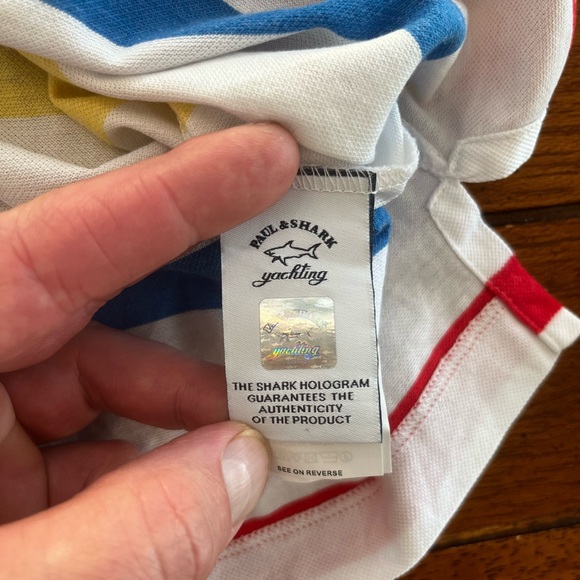 PAUL & SHARK
yachting
yachting
THE SHARK HOLOGRAM
GUARANTEES THE
AUTHENTICITY
OF THE PRODUCT
SEE ON REVERSE